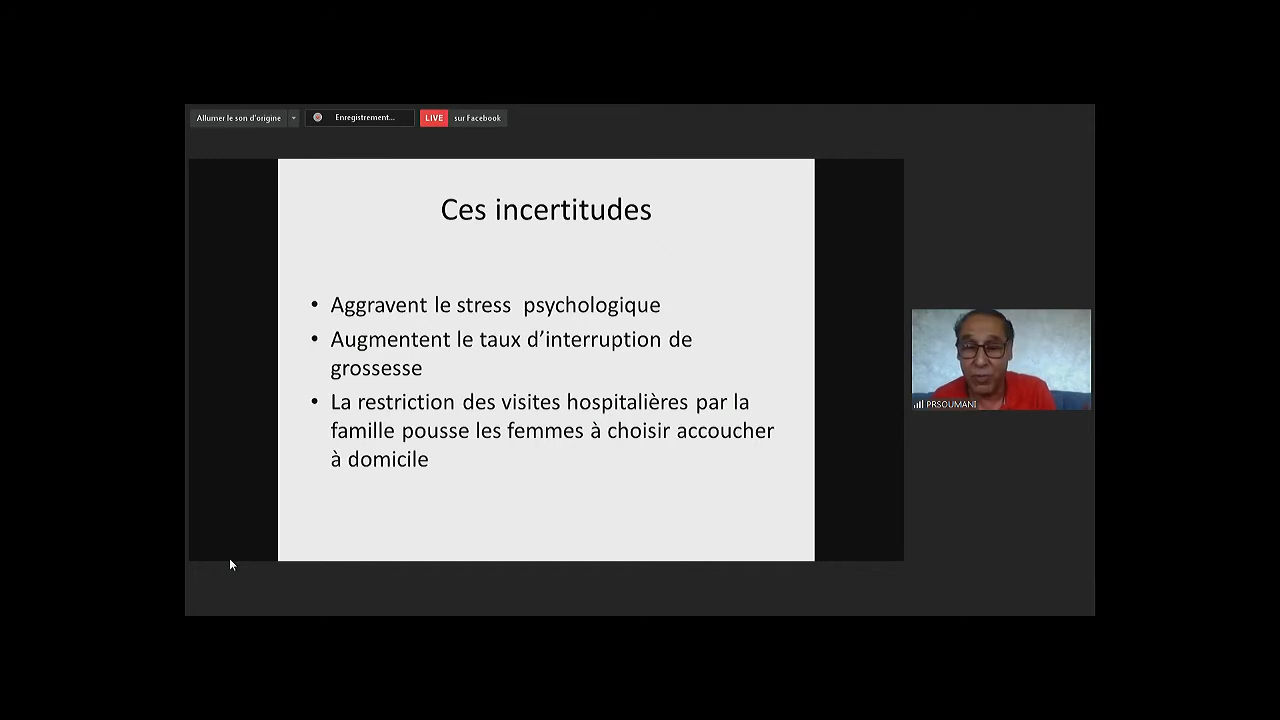 Allumer le son d'origine
Enregistrement...
LIVE sur Facebook
Ces incertitudes
• Aggravent le stress psychologique
• Augmentent le taux d’interruption de
grossesse
• La restriction des visites hospitalières par la
famille pousse les femmes à choisir accoucher
à domicile
PRSOUMANI